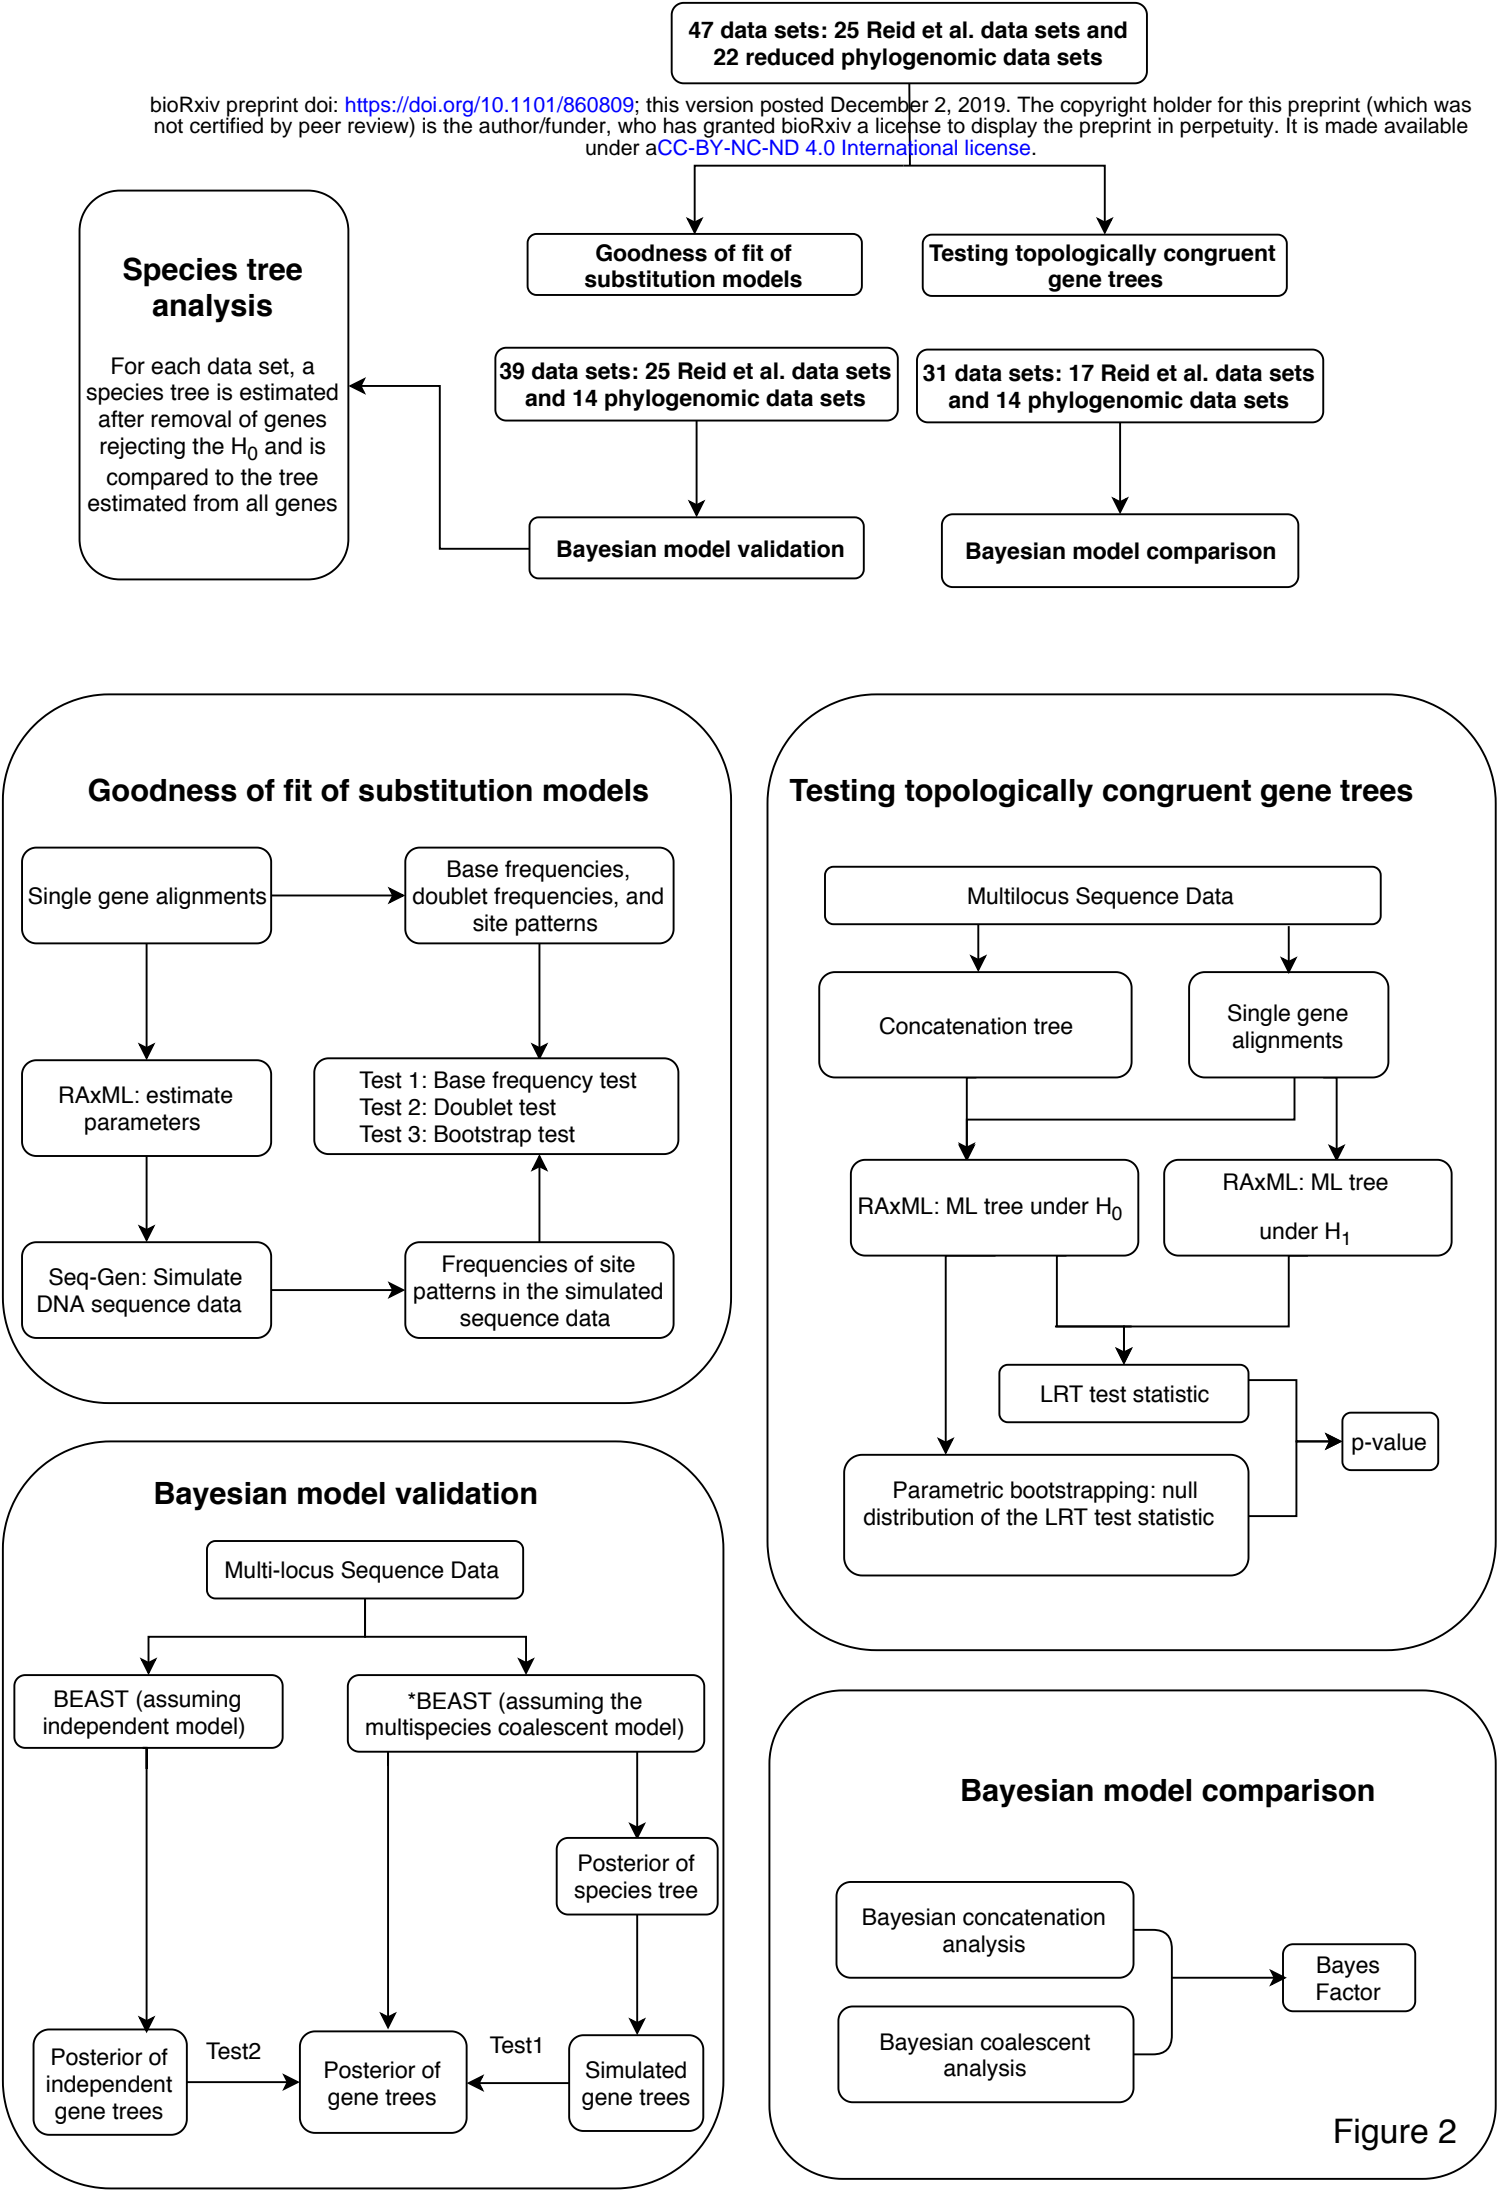 47 data sets: 25 Reid et al. data sets and
22 reduced phylogenomic data sets
bioRxiv preprint doi: https://doi.org/10.1101/860809; this version posted December 2, 2019. The copyright holder for this preprint (which was
not certified by peer review) is the author/funder, who has granted bioRxiv a license to display the preprint in perpetuity. It is made available
under aCC-BY-NC-ND 4.0 International license.
Goodness of fit of
substitution models
Testing topologically congruent
gene trees
Species tree
analysis
For each data set, a
species tree is estimated
after removal of genes
rejecting the H0 and is
compared to the tree
estimated from all genes
39 data sets: 25 Reid et al. data sets
and 14 phylogenomic data sets
31 data sets: 17 Reid et al. data sets
and 14 phylogenomic data sets
Bayesian model validation
Bayesian model comparison
Goodness of fit of substitution models
Single gene alignments
Base frequencies,
doublet frequencies, and
site patterns
RAxML: estimate
parameters
Test 1: Base frequency test
Test 2: Doublet test
Test 3: Bootstrap test
Seq-Gen: Simulate
DNA sequence data
Frequencies of site
patterns in the simulated
sequence data
Testing topologically congruent gene trees
Multilocus Sequence Data
Concatenation tree
Single gene
alignments
RAxML: ML tree under H0
RAxML: ML tree
under H1
LRT test statistic
p-value
Parametric bootstrapping: null
distribution of the LRT test statistic
Bayesian model validation
Multi-locus Sequence Data
BEAST (assuming
independent model)
*BEAST (assuming the
multispecies coalescent model)
Posterior of
species tree
Posterior of
independent
gene trees
Test2
Posterior of
gene trees
Test1
Simulated
gene trees
Bayesian model comparison
Bayesian concatenation
analysis
Bayesian coalescent
analysis
Bayes
Factor
Figure 2